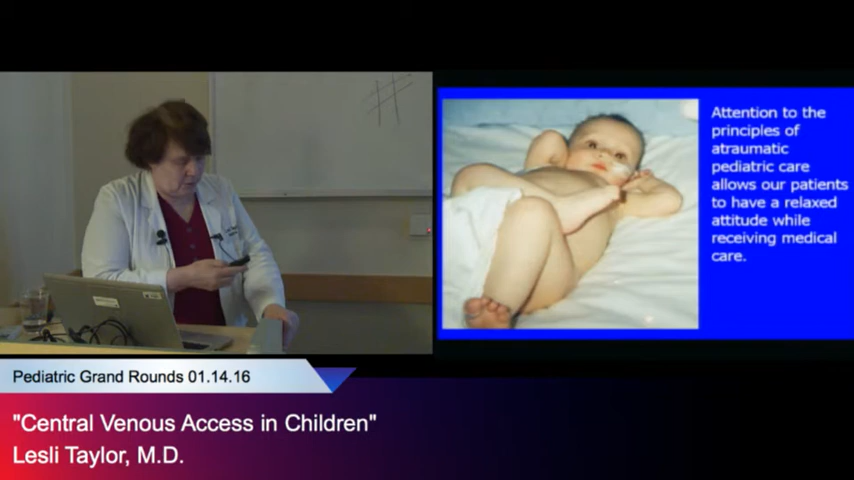 Attention to the
principles of
atraumatic
pediatric care
allows our patients
to have a relaxed
attitude while
receiving medical
care.
Pediatric Grand Rounds 01.14.16
"Central Venous Access in Children"
Lesli Taylor, M.D.